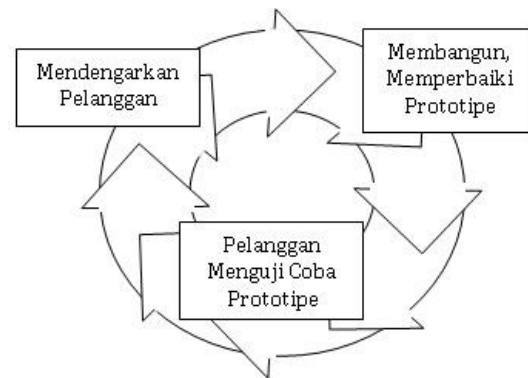 Mendengarkan
Pelanggan
Membangun,
Memperbaiki
Prototipe
Pelanggan
Menguji Coba
Prototipe